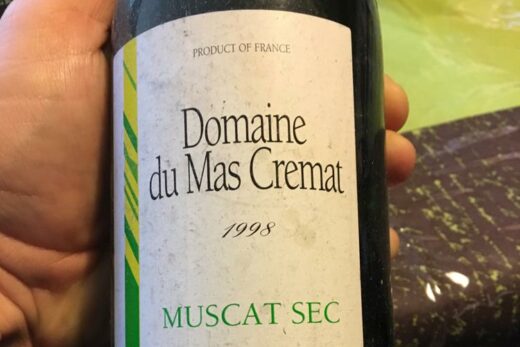 PRODUCT OF FRANCE
Domaine
du Mas Cremat
1998
MUSCAT SEC